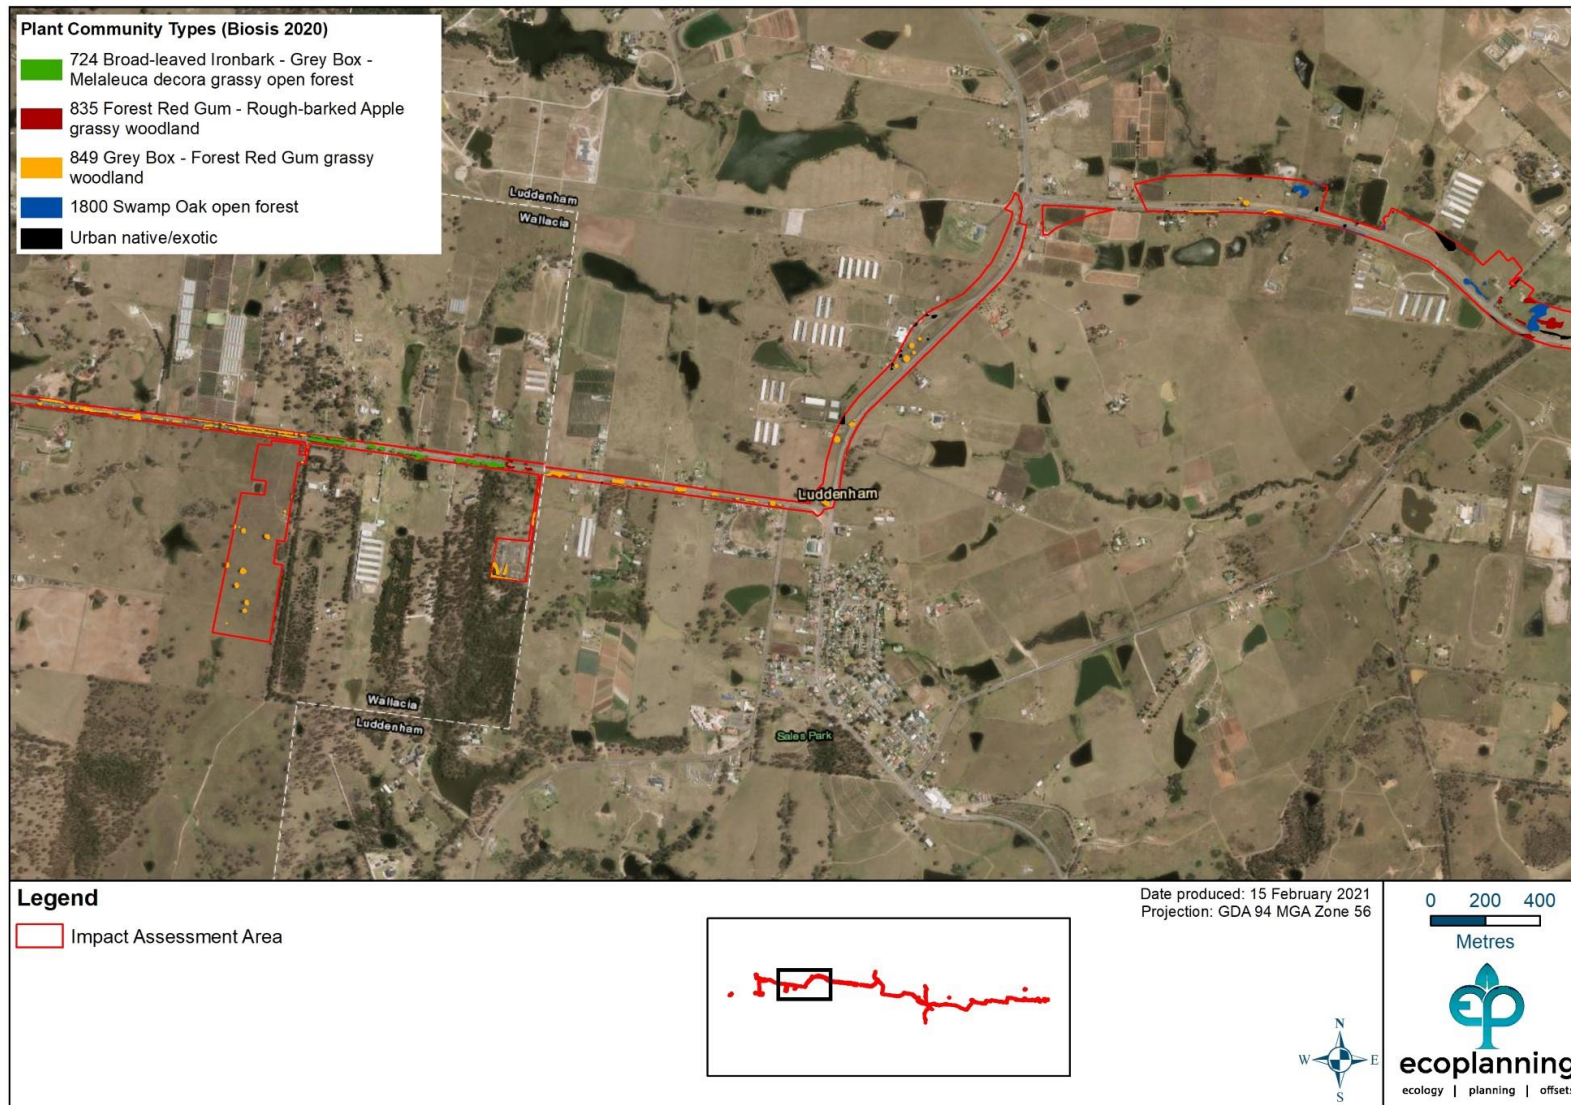 Plant Community Types (Biosis 2020)
724 Broad-leaved Ironbark - Grey Box -
Melaleuca decora grassy open forest
835 Forest Red Gum - Rough-barked Apple
grassy woodland
849 Grey Box - Forest Red Gum grassy
woodland
1800 Swamp Oak open forest
Urban native/exotic
Luddenham
Wallacia
Luddenham
Wallacia
Luddenham
Sales Park
Legend
Impact Assessment Area
Date produced: 15 February 2021
Projection: GDA 94 MGA Zone 56
0 200 400
Metres
N
W E
S
ep
ecoplanning
ecology | planning | offsets